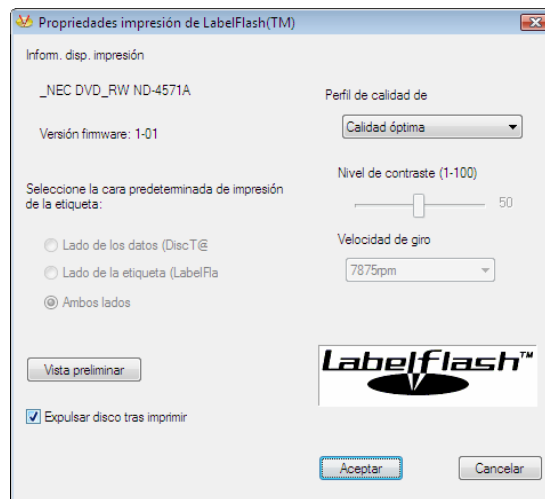 Propriedades impresión de LabelFlash(TM)
Inform. disp. impresión
_NEC DVD_RW ND-4571A
Versión firmware: 1-01
Seleccione la cara predeterminada de impresión
de la etiqueta:
Lado de los datos (DiscT@
Lado de la etiqueta (LabelFla
Ambos lados
Vista preliminar
Expulsar disco tras imprimir
Perfil de calidad de
Calidad óptima
Nivel de contraste (1-100)
50
Velocidad de giro
7875rpm
Labelflash™
Aceptar
Cancelar